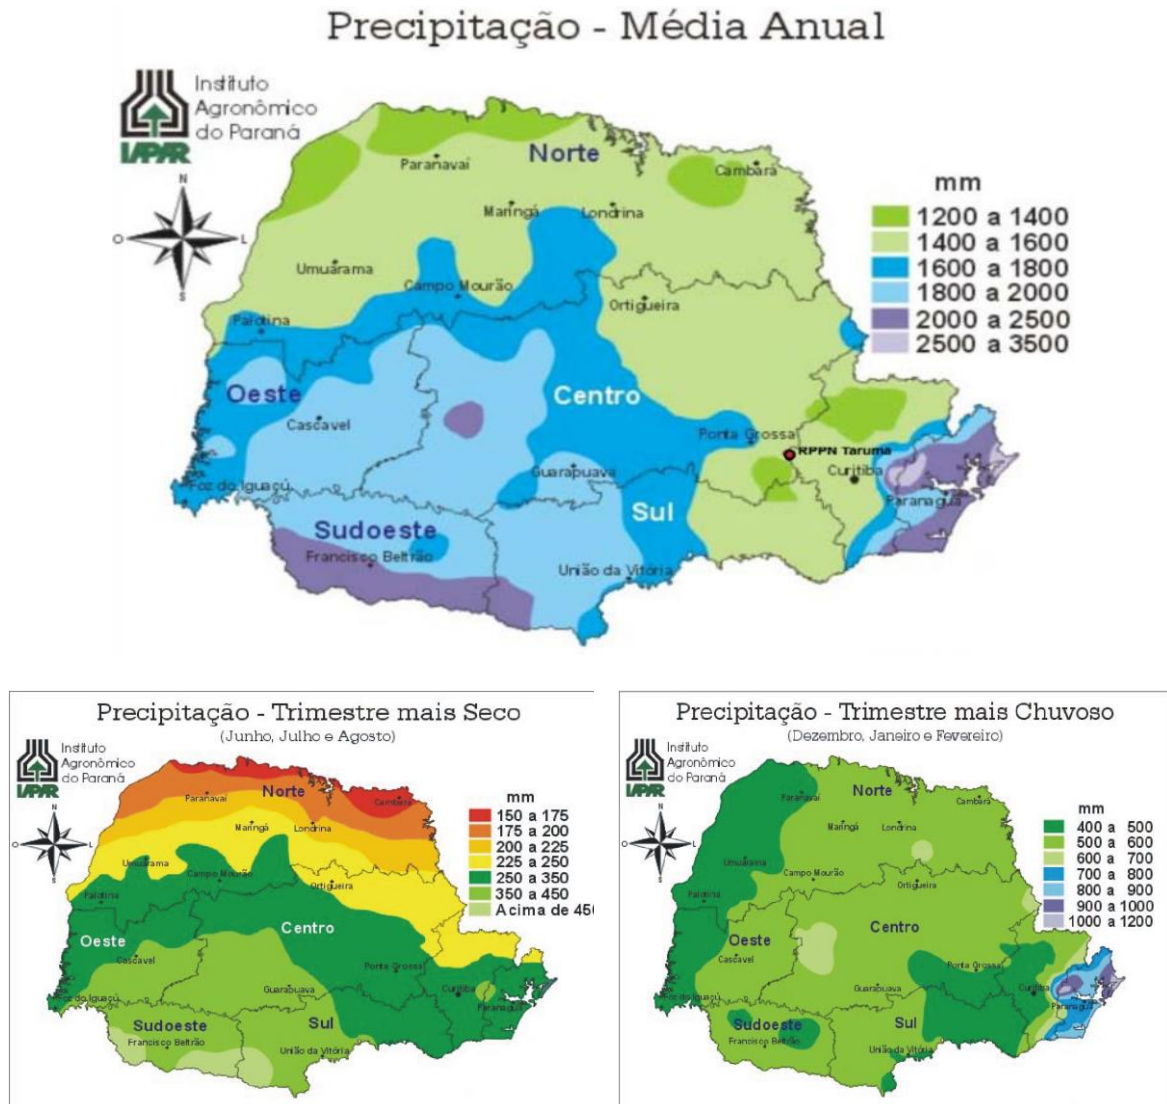 Precipitação - Média Anual
Instituto
Agronômico
do Paraná
IAPAR
N
O
L
S
Paranavaí
Norte
Cambará
Maringá
Londrina
Umuarama
Campo Mourão
Ortigueira
Palotina
Oeste
Centro
Cascavel
Ponta Grossa
RPPN Taruma
Guarapuava
Curitiba
Foz do Iguaçú
Sul
Paranaguá
Sudoeste
Francisco Beltrão
União da Vitória
mm
1200 a 1400
1400 a 1600
1600 a 1800
1800 a 2000
2000 a 2500
2500 a 3500
Precipitação - Trimestre mais Seco
(Junho, Julho e Agosto)
Instituto
Agronômico
do Paraná
IAPAR
N
O
L
S
Norte
Paranavaí
Cambará
Maringá
Londrina
Umuarama
Campo Mourão
Ortigueira
Palotina
Oeste
Centro
Cascavel
Ponta Grossa
Guarapuava
Curitiba
Foz do Iguaçú
Paranaguá
Sudoeste
Sul
Francisco Beltrão
União da Vitória
mm
150 a 175
175 a 200
200 a 225
225 a 250
250 a 350
350 a 450
Acima de 450
Precipitação - Trimestre mais Chuvoso
(Dezembro, Janeiro e Fevereiro)
Instituto
Agronômico
do Paraná
IAPAR
N
O
L
S
Norte
Paranavaí
Cambará
Maringá
Londrina
Umuarama
Campo Mourão
Ortigueira
Palotina
Oeste
Centro
Cascavel
Ponta Grossa
Guarapuava
Curitiba
Foz do Iguaçú
Paranaguá
Sudoeste
Sul
Francisco Beltrão
União da Vitória
mm
400 a 500
500 a 600
600 a 700
700 a 800
800 a 900
900 a 1000
1000 a 1200